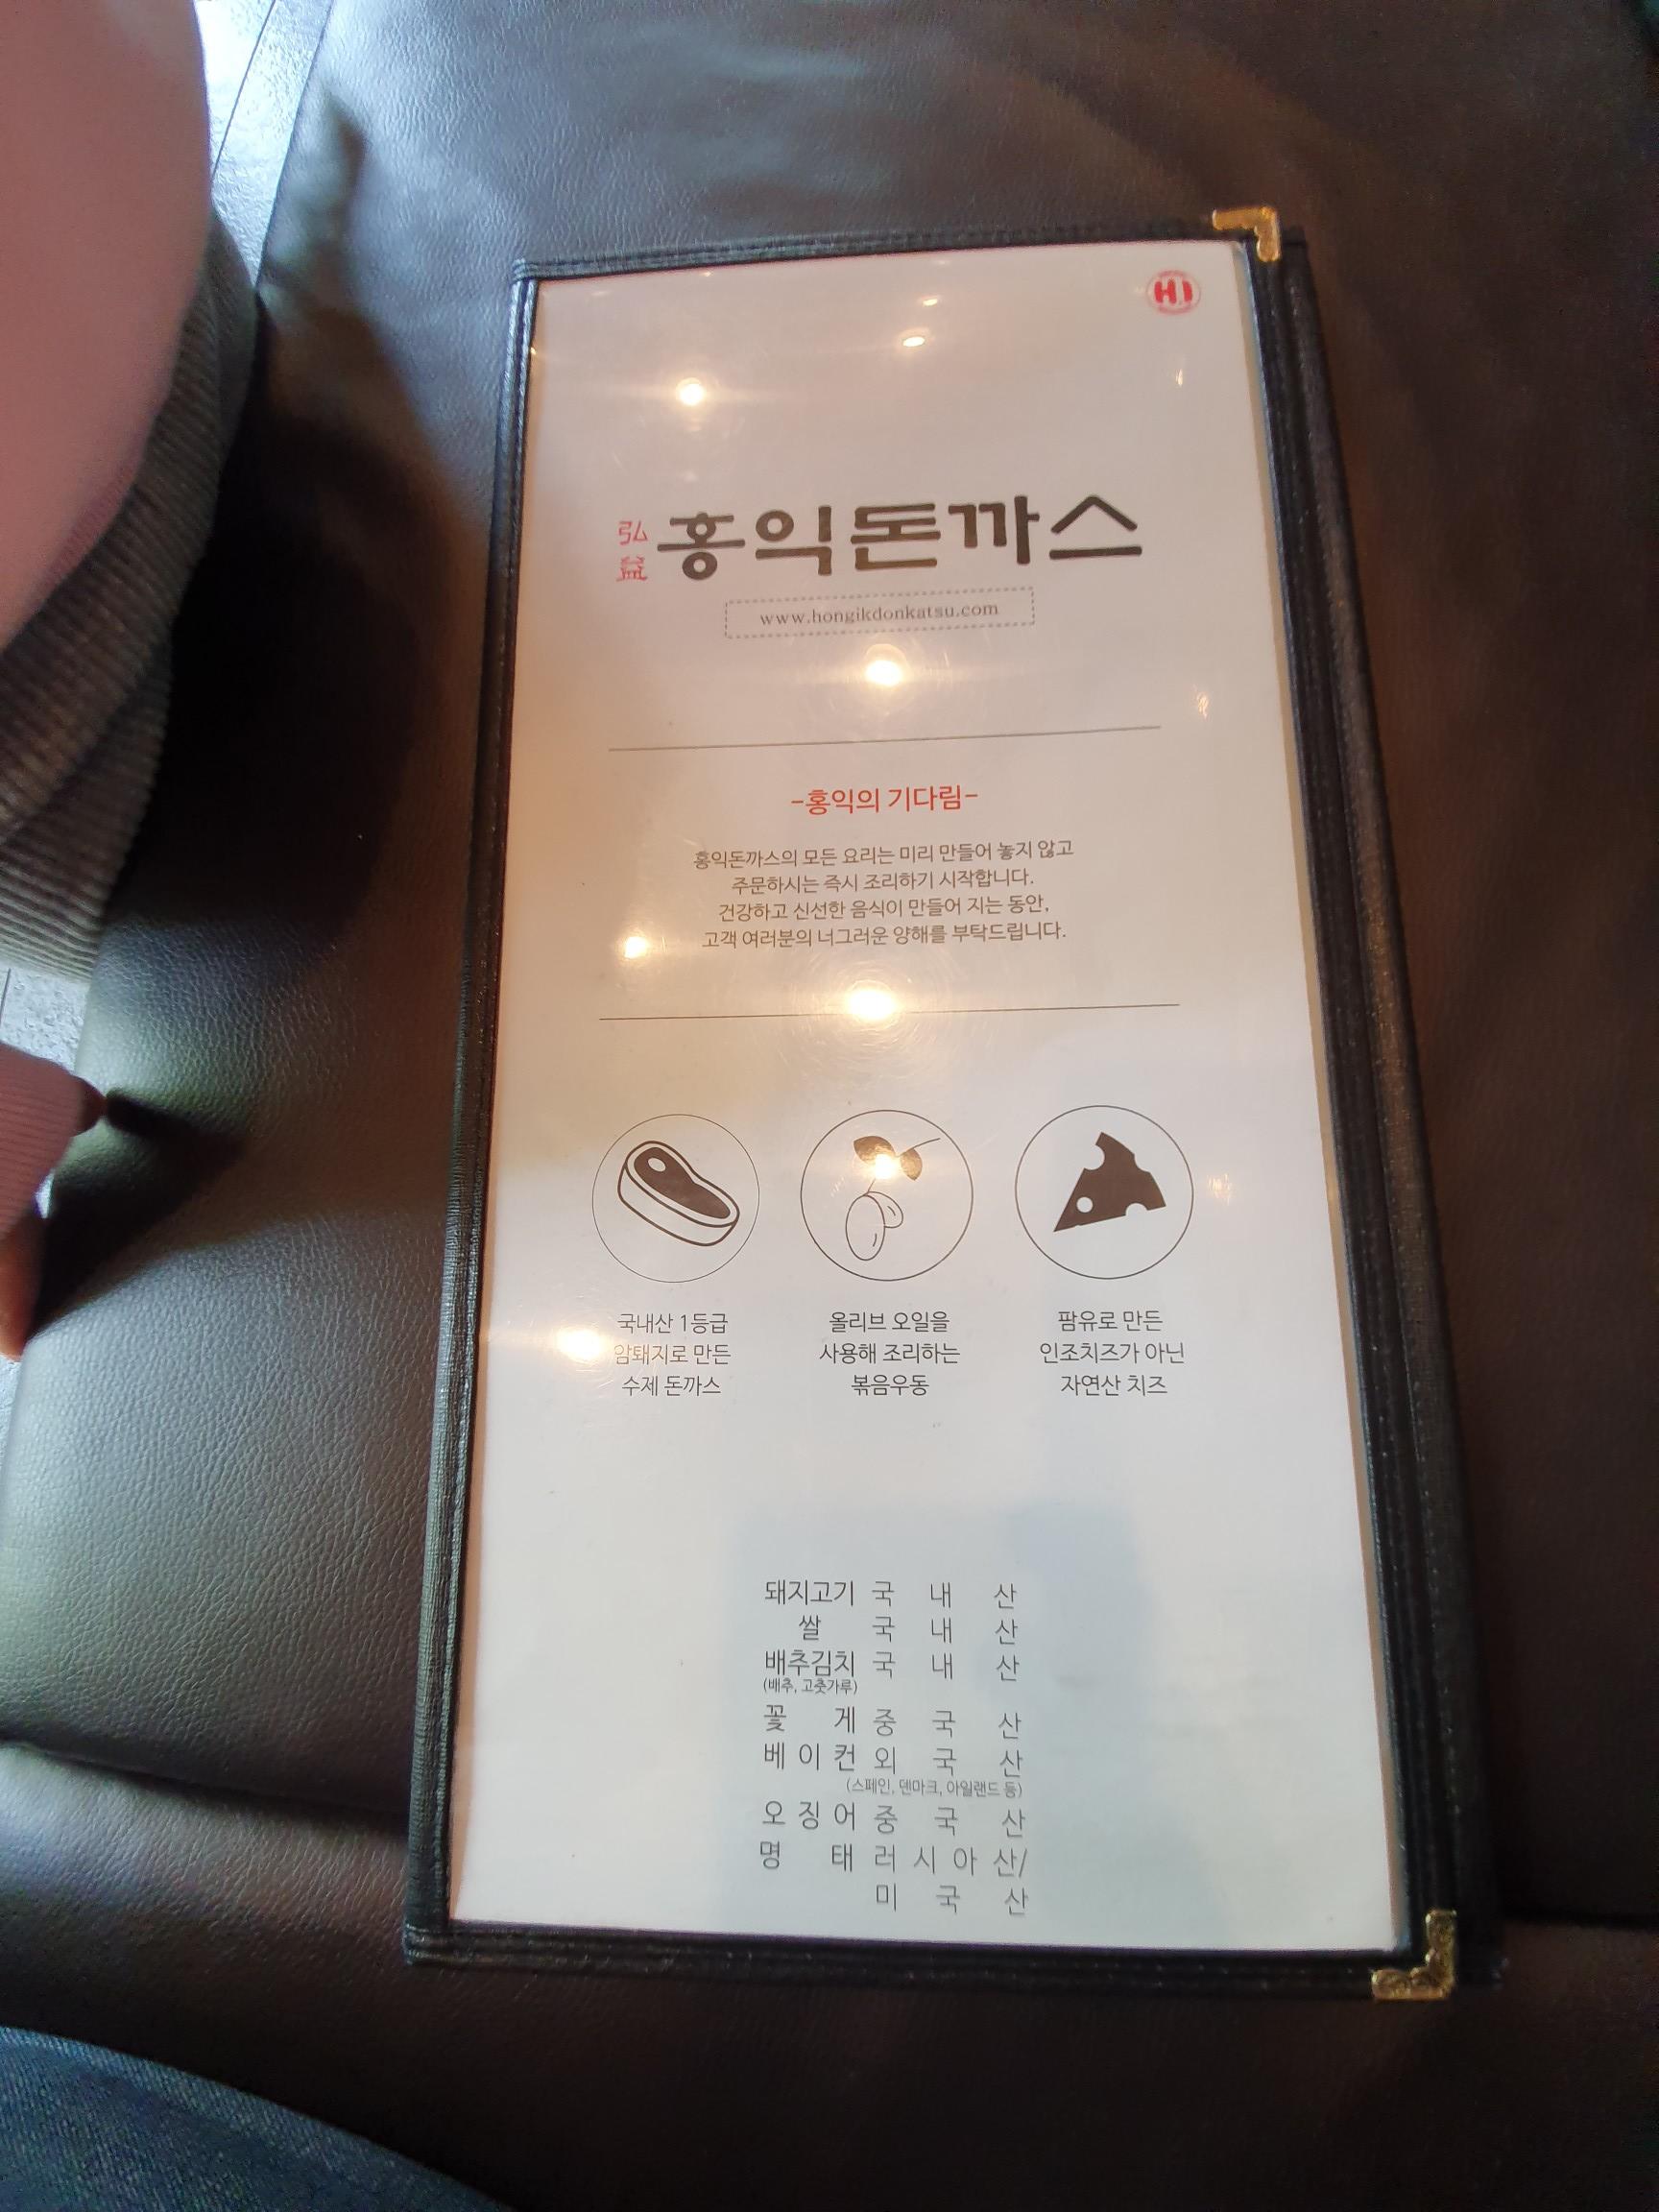 HI
弘益 홍익돈까스
www.hongikdonkatsu.com
-홍익의 기다림-
홍익돈까스의 모든 요리는 미리 만들어 놓지 않고
주문하시는 즉시 조리하기 시작합니다.
건강하고 신선한 음식이 만들어 지는 동안,
고객 여러분의 너그러운 양해를 부탁드립니다.
국내산 1등급
암퇘지로 만든
수제 돈까스
올리브 오일을
사용해 조리하는
볶음우동
팜유로 만든
인조치즈가 아닌
자연산 치즈
돼지고기 국 내 산
쌀 국 내 산
배추김치 국 내 산
(배추, 고춧가루)
꽃 게 중 국 산
베 이 컨 외 국 산
(스페인, 덴마크, 아일랜드 등)
오 징 어 중 국 산
명 태 러 시 아 산/
미 국 산